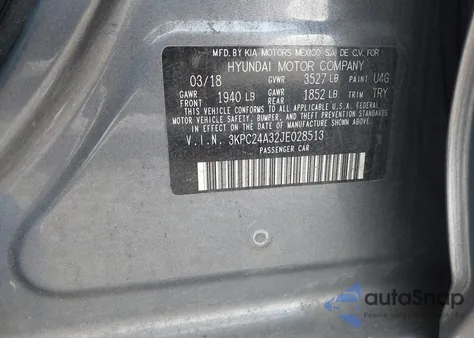 MFD. BY KIA MOTORS MEXICO S.A. DE C.V. FOR
HYUNDAI MOTOR COMPANY
03/18 GVWR 3527 LB PAINT U4G
GAWR FRONT 1940 LB GAWR REAR 1852 LB TRIM TRY
THIS VEHICLE CONFORMS TO ALL APPLICABLE U.S.A. FEDERAL
MOTOR VEHICLE SAFETY, BUMPER, AND THEFT PREVENTION STANDARDS
IN EFFECT ON THE DATE OF MANUFACTURE SHOWN ABOVE.
V.I.N. 3KPC24A32JE028513
PASSENGER CAR
autoSnap